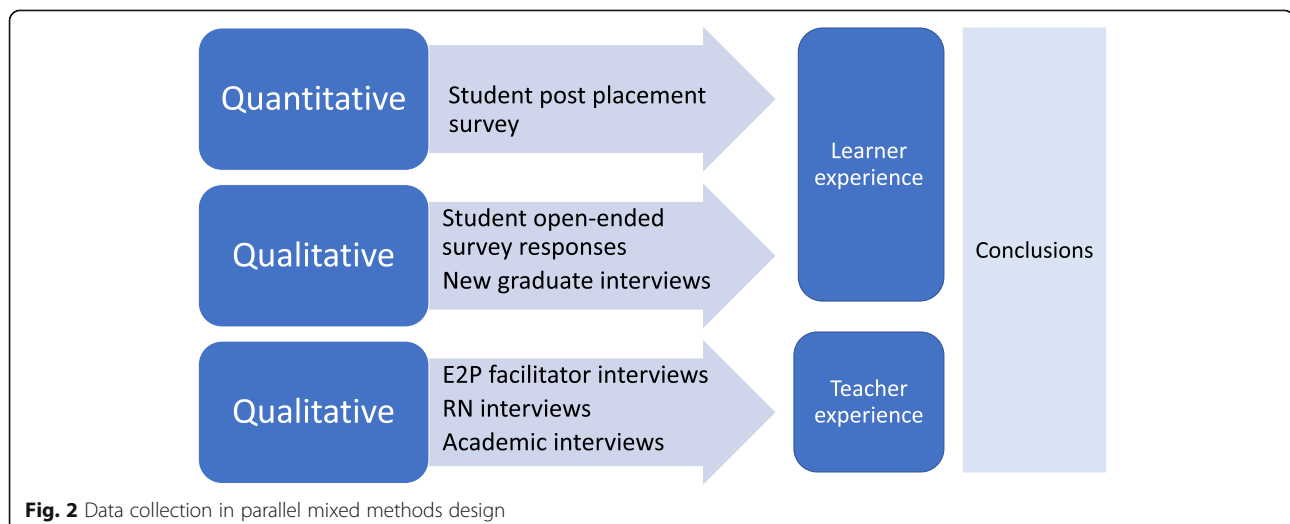 Quantitative
Student post placement
survey
Qualitative
Student open-ended
survey responses
New graduate interviews
Qualitative
E2P facilitator interviews
RN interviews
Academic interviews
Learner
experience
Teacher
experience
Conclusions
Fig. 2 Data collection in parallel mixed methods design